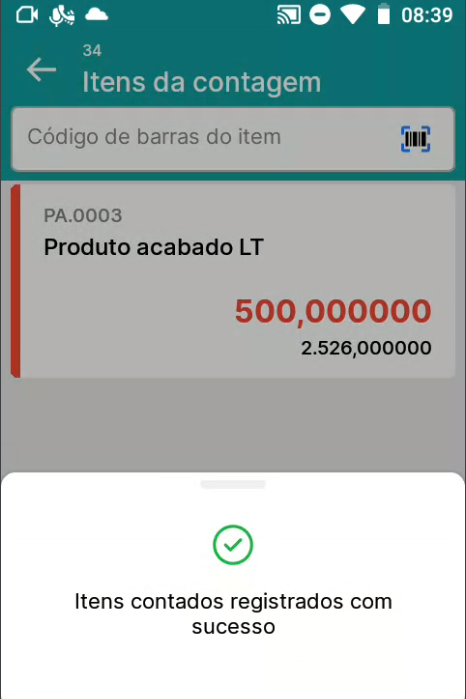 08:39
34
Itens da contagem
Código de barras do item
PA.0003
Produto acabado LT
500,000000
2.526,000000
Itens contados registrados com
sucesso